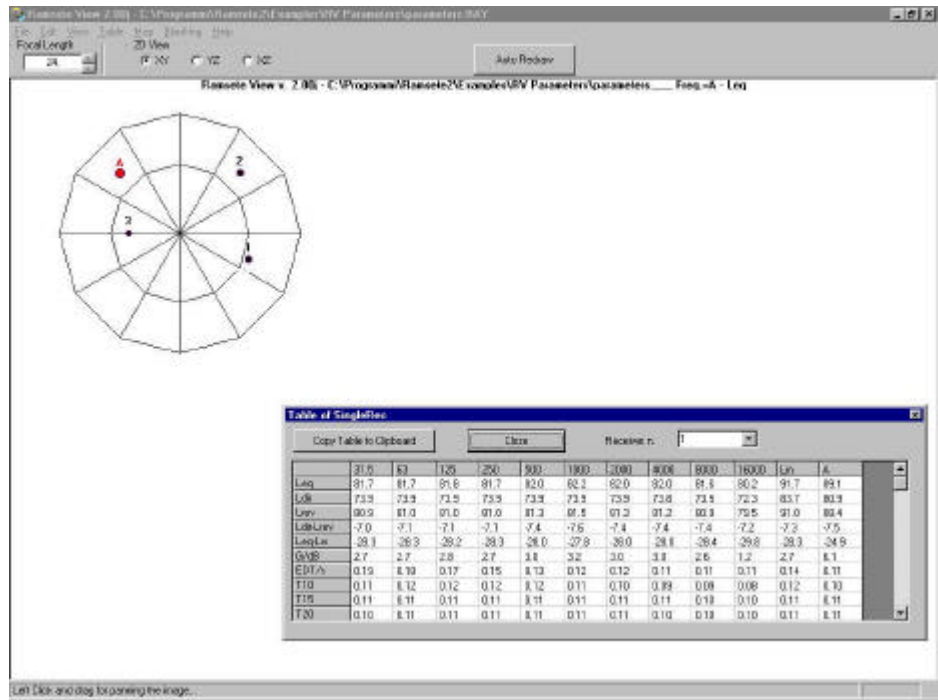 Ramsete View 2.00j - C:\Programmi\Ramsete2\Examples\RV Parameters\parameters.RAY
File Edit View Table Map Help
Focal Length
24
2D View
XY YZ XZ
Auto Redraw
Ramsete View v. 2.00j - C:\Programmi\Ramsete2\Examples\RV Parameters\parameters ___ Freq.=A - Leq
A
2
3
1
Table of SingleRec
Copy Table to Clipboard
Close
Receiver n.
1
31.5 63 125 250 500 1000 2000 4000 8000 16000 Lin A
Leq 81.7 81.7 81.8 81.7 82.0 82.2 82.0 82.0 81.6 80.2 91.7 89.1
Ldir 73.9 73.9 73.9 73.9 73.9 73.9 73.9 73.8 73.5 72.3 83.7 80.9
Lrev 80.9 81.0 81.0 81.0 81.3 81.5 81.3 81.2 80.9 79.5 91.0 88.4
Ldir-Lrev -7.0 -7.1 -7.1 -7.1 -7.4 -7.6 -7.4 -7.4 -7.4 -7.2 -7.3 -7.5
Leq-Lw -28.3 -28.3 -28.2 -28.3 -28.0 -27.8 -28.0 -28.0 -28.4 -29.8 -28.3 -24.9
G/dB 2.7 2.7 2.8 2.7 3.0 3.2 3.0 3.0 2.6 1.2 2.7 6.1
0.17 0.15 0.13 0.12 0.12 0.11 0.11 0.11 0.14 0.11
T10 0.11 0.12 0.12 0.12 0.12 0.11 0.10 0.09 0.08 0.08 0.12 0.10
T15 0.11 0.11 0.11 0.11 0.11 0.11 0.11 0.11 0.10 0.10 0.11 0.11
T20 0.10 0.11 0.11 0.11 0.11 0.11 0.11 0.10 0.10 0.10 0.11 0.11
Left Click and drag for panning the image...